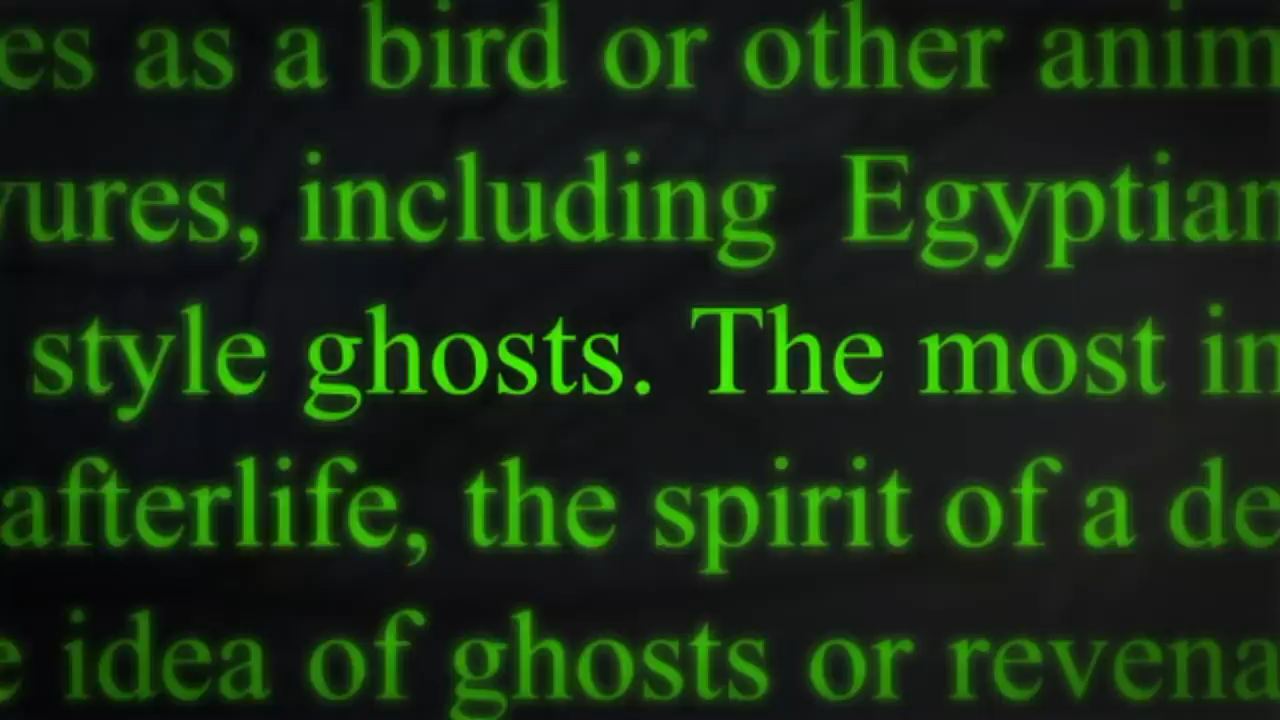 es as a bird or other anim
yures, including Egyptian
style ghosts. The most in
afterlife, the spirit of a de
e idea of ghosts or revena